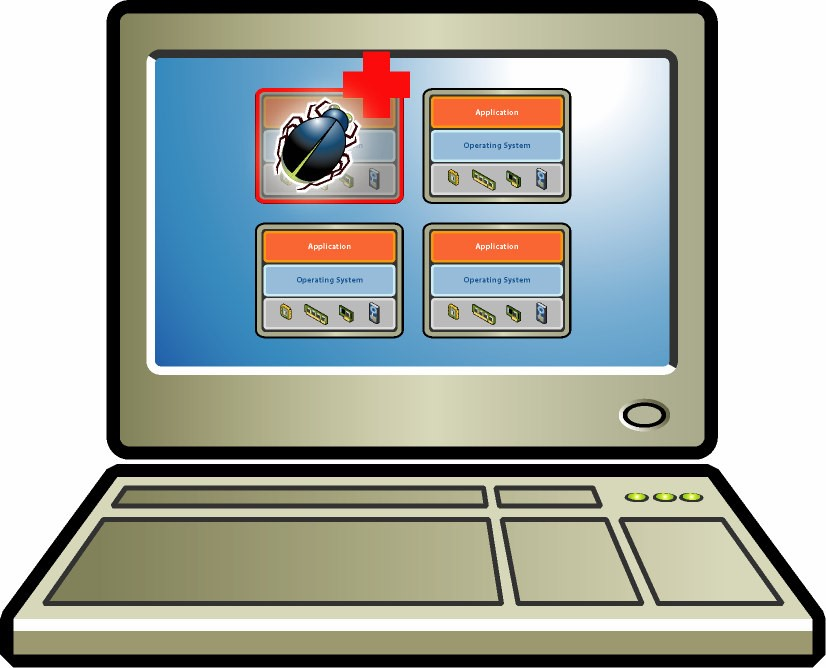 Application
Operating System
Application
Operating System
Application
Operating System